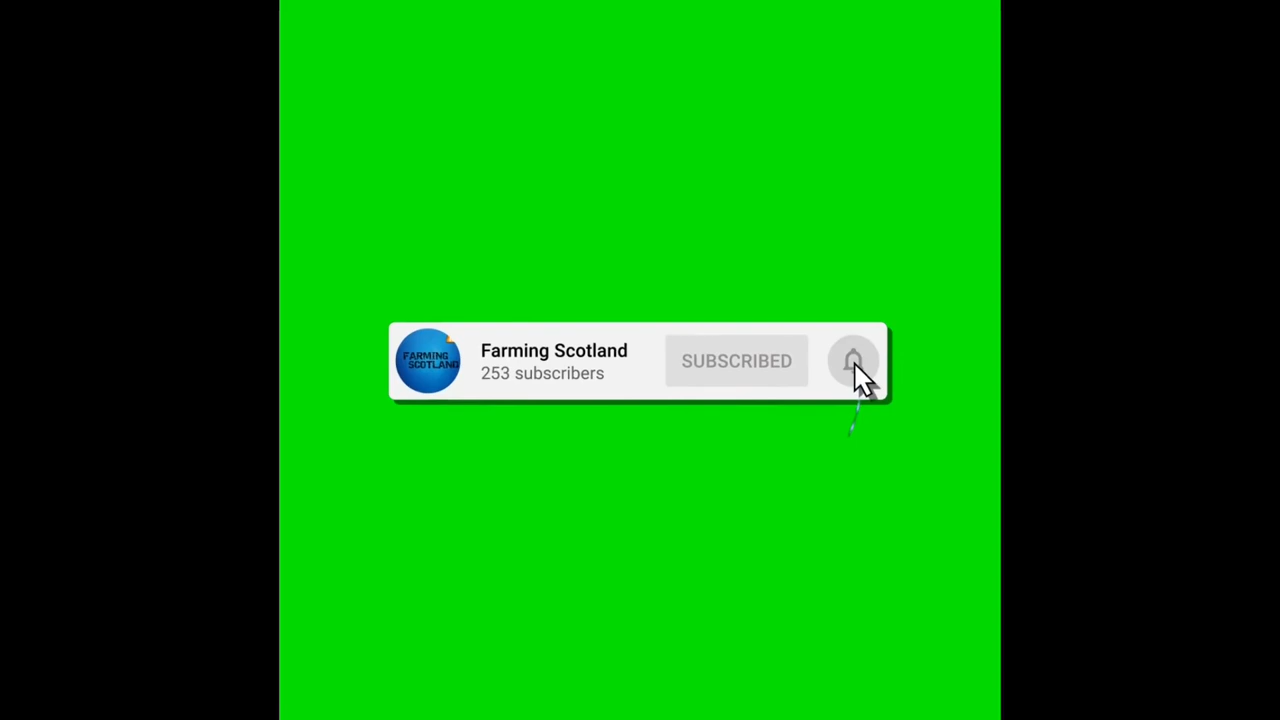 FARMING
SCOTLAND
Farming Scotland
253 subscribers
SUBSCRIBED